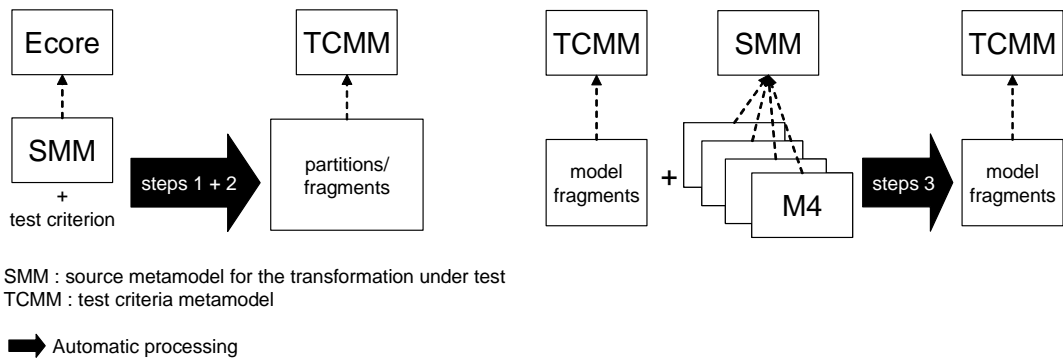 Ecore
TCMM
TCMM
SMM
TCMM
SMM
+
test criterion
steps 1 + 2
partitions/
fragments
model
fragments
+
M4
steps 3
model
fragments
SMM : source metamodel for the transformation under test
TCMM : test criteria metamodel
Automatic processing